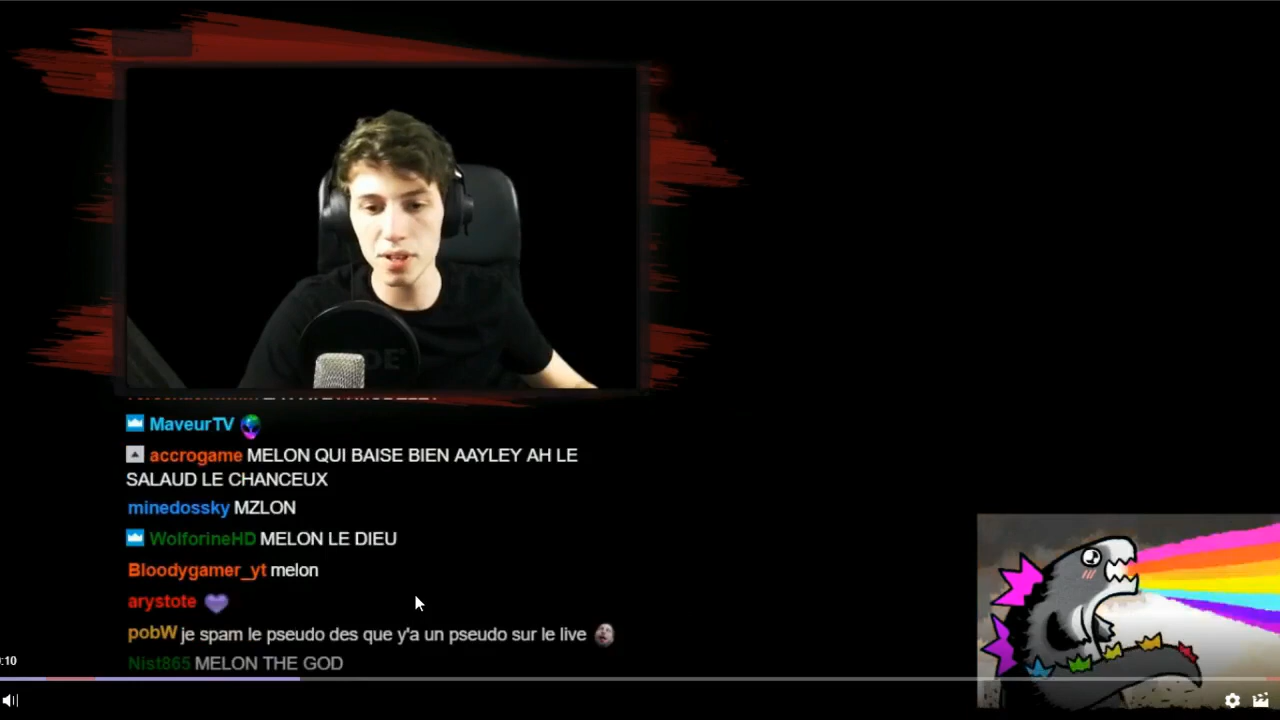 MaveurTV
accrogame MELON QUI BAISE BIEN AAYLEY AH LE
SALAUD LE CHANCEUX
minedossky MZLON
WolforineHD MELON LE DIEU
Bloodygamer_yt melon
arystote
pobW je spam le pseudo des que y'a un pseudo sur le live
:10
Nist865 MELON THE GOD